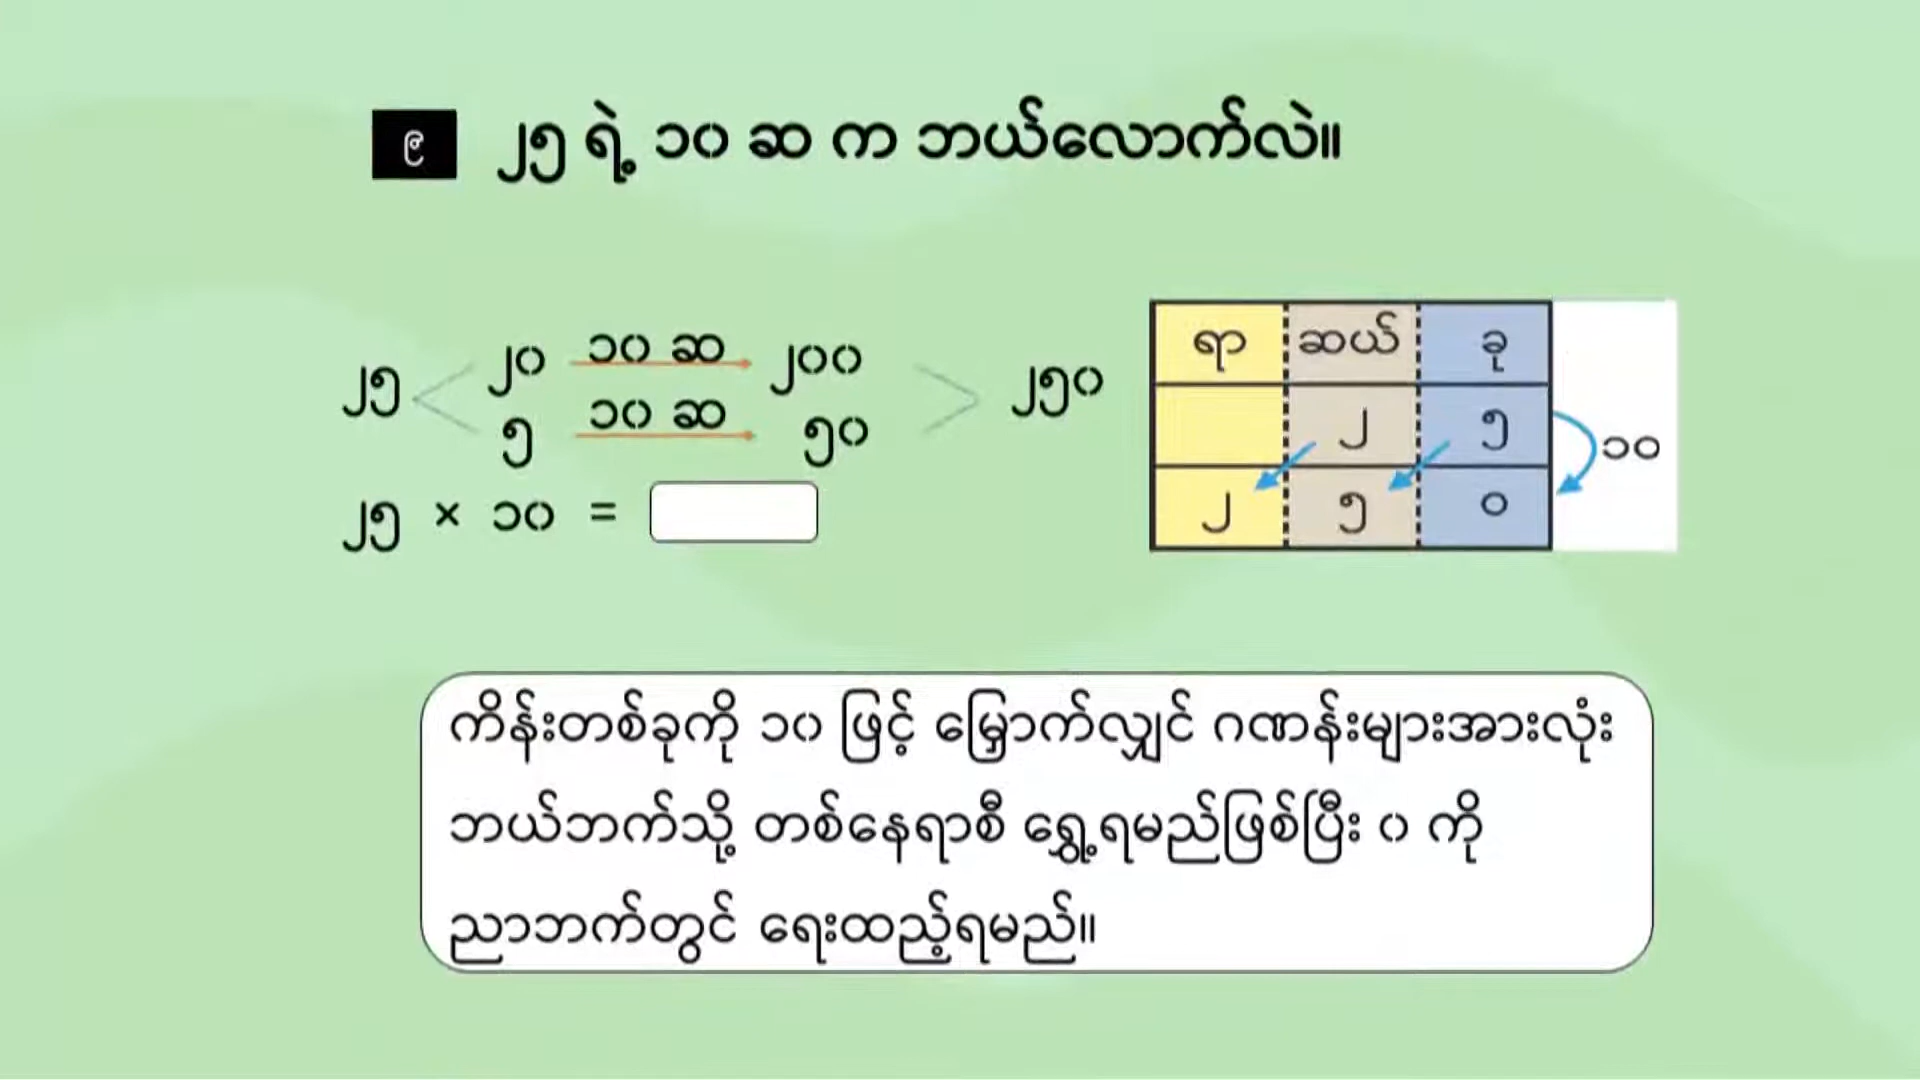 ၉ ၂၅ ရဲ့ ၁၀ ဆ က ဘယ်လောက်လဲ။
၂၅ ၂၀ ၁၀ ဆ ၂၀၀ ၂၅၀
၅ ၁၀ ဆ ၅၀
၂၅ × ၁၀ =
ရာ ဆယ် ခု
၂ ၅ ၁၀
၂ ၅ ၀
ကိန်းတစ်ခုကို ၁၀ ဖြင့် မြှောက်လျှင် ဂဏန်းများအားလုံး
ဘယ်ဘက်သို့ တစ်နေရာစီ ရွှေ့ရမည်ဖြစ်ပြီး ၀ ကို
ညာဘက်တွင် ရေးထည့်ရမည်။